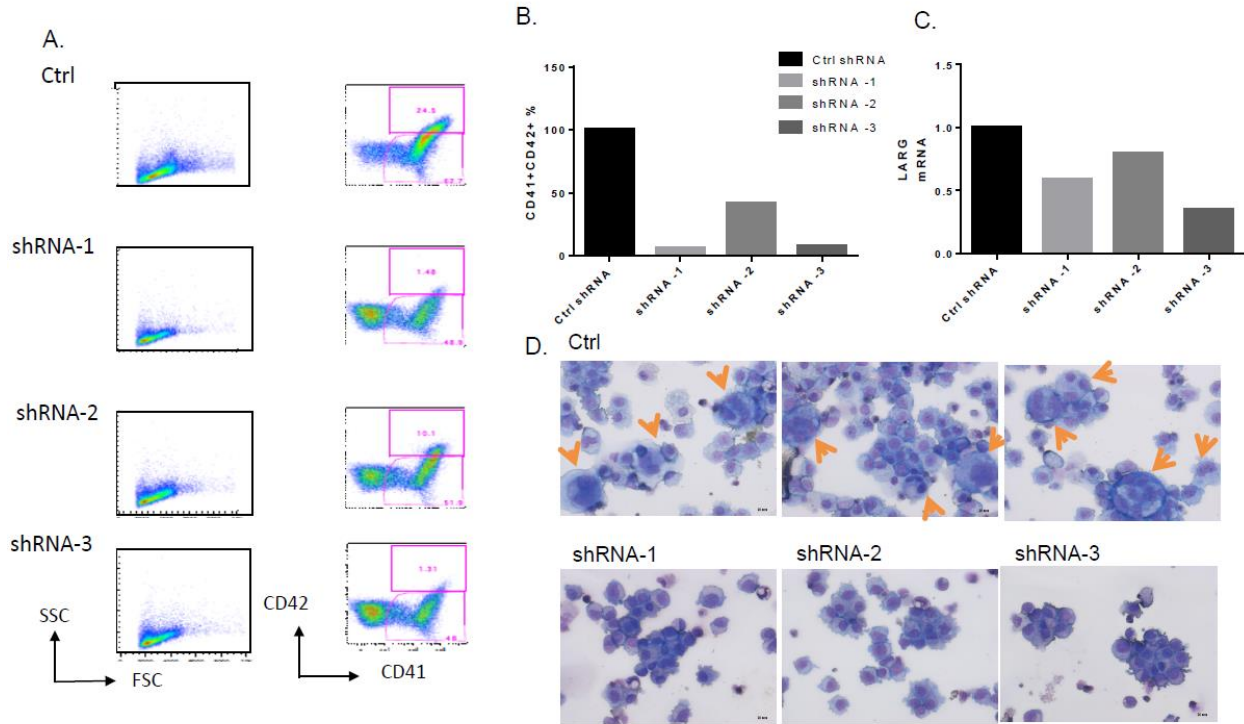 A.
Ctrl
24.5
62.7
shRNA-1
1.48
48.9
shRNA-2
10.1
51.9
shRNA-3
1.31
46
SSC
FSC
CD42
CD41
B.
CD41+CD42+ %
150
100
50
0
Ctrl shRNA
shRNA -1
shRNA -2
shRNA -3
Ctrl shRNA
shRNA -1
shRNA -2
shRNA -3
C.
LARG
mRNA
1.5
1.0
0.5
0.0
Ctrl shRNA
shRNA -1
shRNA -2
shRNA -3
D.
Ctrl
shRNA-1
shRNA-2
shRNA-3